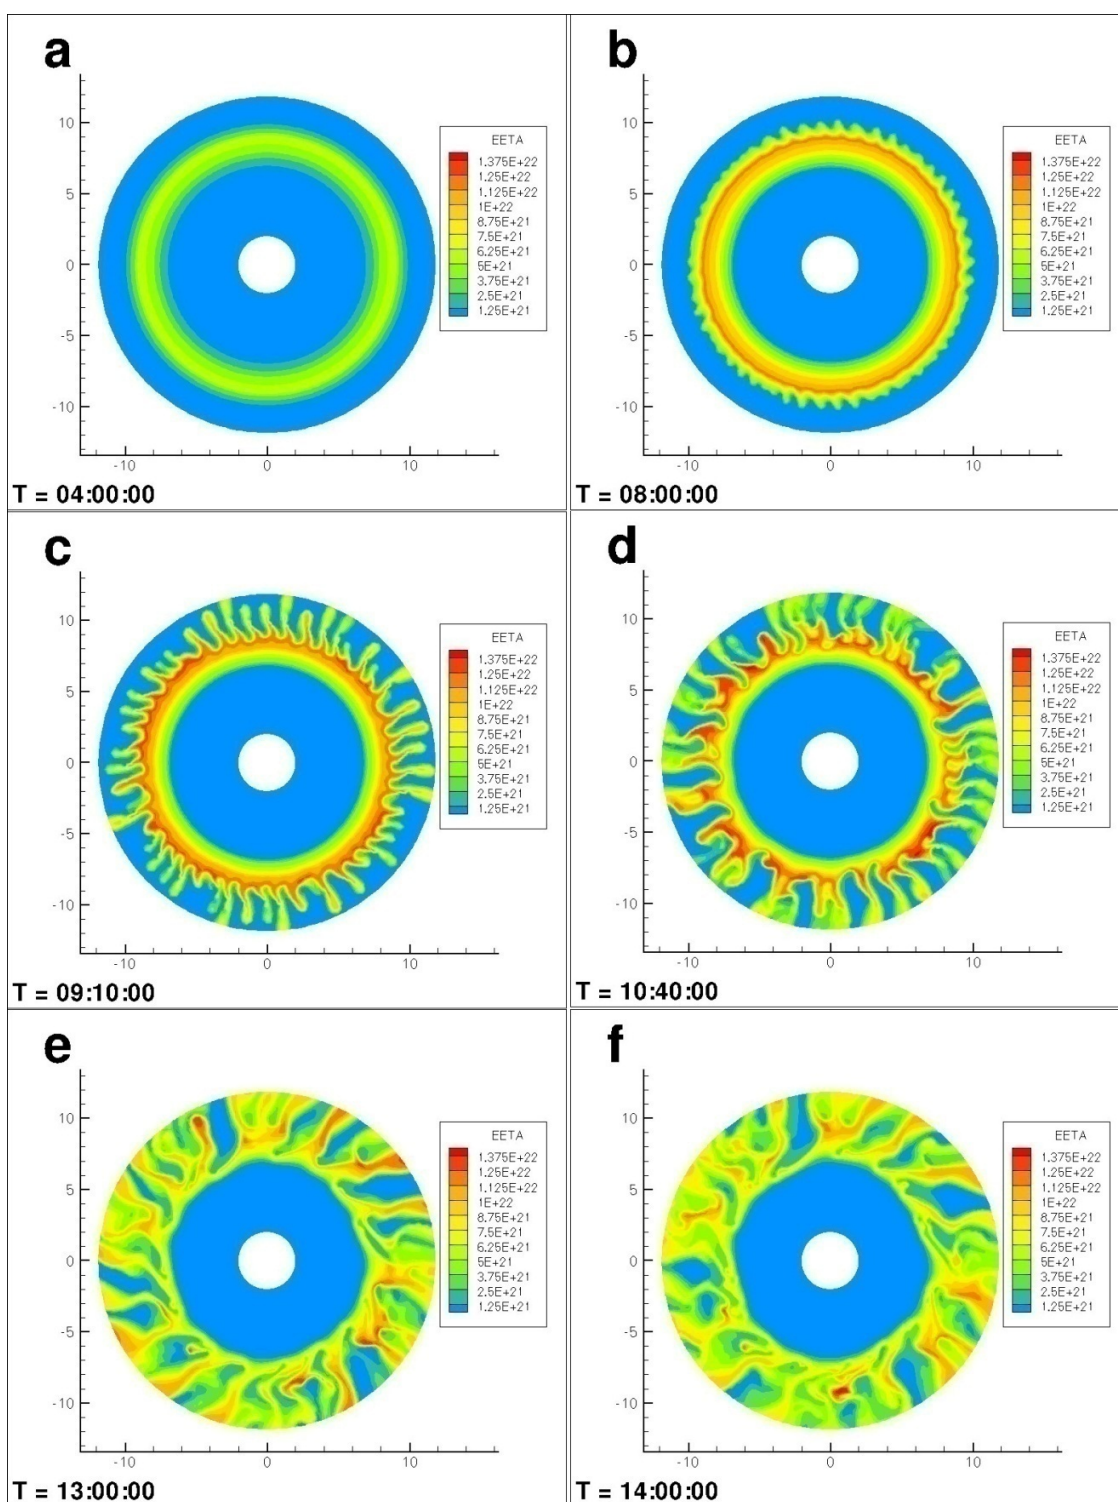 a
EETA
1.375E+22
1.25E+22
1.125E+22
1E+22
8.75E+21
7.5E+21
6.25E+21
5E+21
3.75E+21
2.5E+21
1.25E+21
10
5
0
-5
-10
-10 0 10
T = 04:00:00
b
EETA
1.375E+22
1.25E+22
1.125E+22
1E+22
8.75E+21
7.5E+21
6.25E+21
5E+21
3.75E+21
2.5E+21
1.25E+21
10
5
0
-5
-10
-10 0 10
T = 08:00:00
c
EETA
1.375E+22
1.25E+22
1.125E+22
1E+22
8.75E+21
7.5E+21
6.25E+21
5E+21
3.75E+21
2.5E+21
1.25E+21
10
5
0
-5
-10
-10 0 10
T = 09:10:00
d
EETA
1.375E+22
1.25E+22
1.125E+22
1E+22
8.75E+21
7.5E+21
6.25E+21
5E+21
3.75E+21
2.5E+21
1.25E+21
10
5
0
-5
-10
-10 0 10
T = 10:40:00
e
EETA
1.375E+22
1.25E+22
1.125E+22
1E+22
8.75E+21
7.5E+21
6.25E+21
5E+21
3.75E+21
2.5E+21
1.25E+21
10
5
0
-5
-10
-10 0 10
T = 13:00:00
f
EETA
1.375E+22
1.25E+22
1.125E+22
1E+22
8.75E+21
7.5E+21
6.25E+21
5E+21
3.75E+21
2.5E+21
1.25E+21
10
5
0
-5
-10
-10 0 10
T = 14:00:00